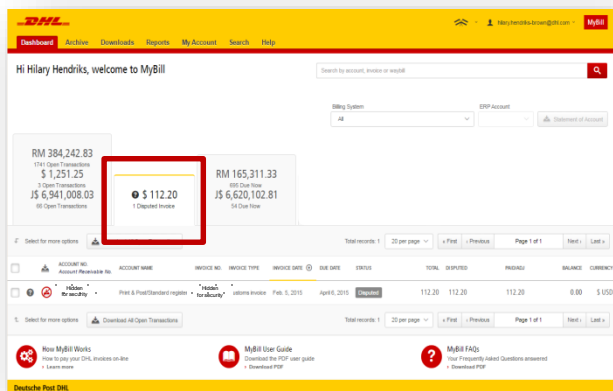 DHL
hilary.hendriks-brown@dhl.com
MyBill
Dashboard Archive Downloads Reports My Account Search Help
Hi Hilary Hendriks, welcome to MyBill
Search by account, invoice or waybill
Billing System
ERP Account
All
Statement of Account
RM 384,242.83
1741 Open Transactions
$ 1,251.25
3 Open Transactions
J$ 6,941,008.03
66 Open Transactions
$ 112.20
1 Disputed Invoice
RM 165,311.33
695 Due Now
J$ 6,620,102.81
54 Due Now
Select for more options
Total records: 1 20 per page « First ‹ Previous Page 1 of 1 Next › Last »
ACCOUNT NO. ACCOUNT NAME INVOICE NO. INVOICE TYPE INVOICE DATE DUE DATE STATUS TOTAL DISPUTED PAID/ADJ BALANCE CURRENCY
Account Receivable No.
Hidden for security Print & Post/Standard register Hidden for security Feb. 5, 2015 April 6, 2015 Disputed 112.20 112.20 112.20 0.00 $ USD
Select for more options Download All Open Transactions Total records: 1 20 per page « First ‹ Previous Page 1 of 1 Next › Last »
How MyBill Works
How to pay your DHL invoices on-line
› Learn more
MyBill User Guide
Download the PDF user guide
› Download PDF
MyBill FAQs
Your Frequently Asked Questions answered
› Download PDF
Deutsche Post DHL